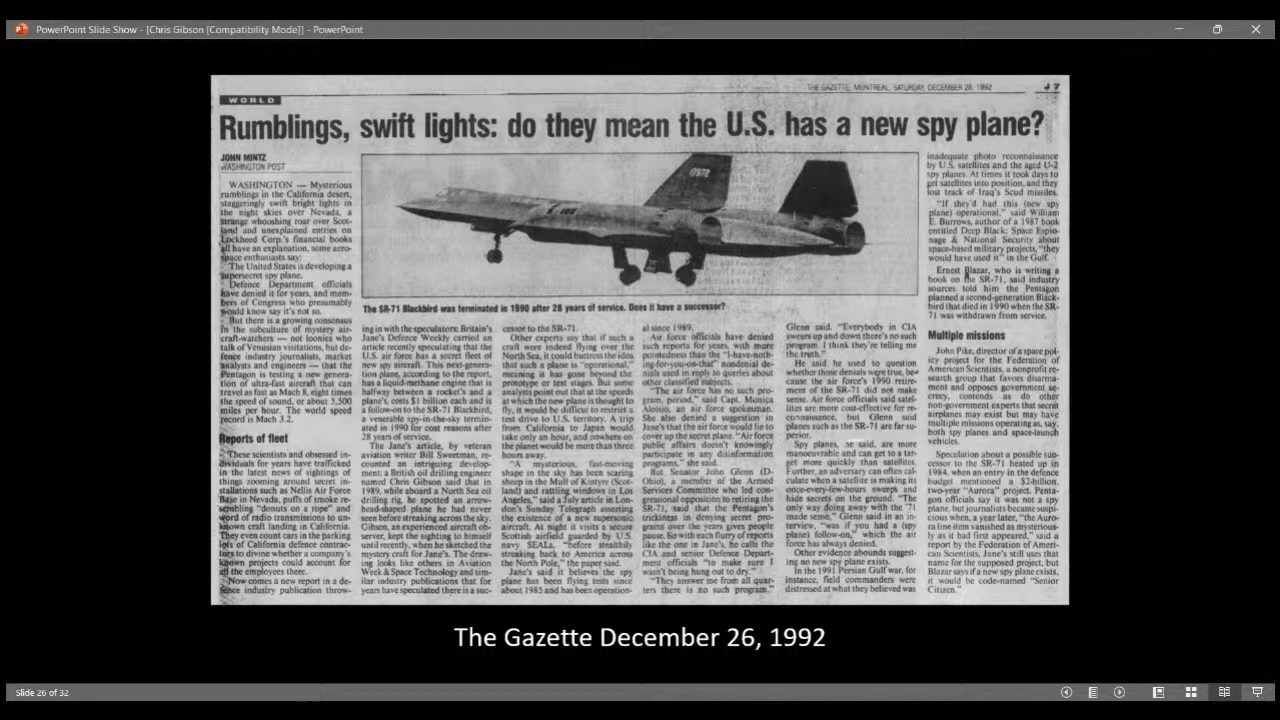 PowerPoint Slide Show - [Chris Gibson [Compatibility Mode]] - PowerPoint
THE GAZETTE, MONTREAL, SATURDAY, DECEMBER 26, 1992
J 7
WORLD
Rumblings, swift lights: do they mean the U.S. has a new spy plane?
JOHN MINTZ
WASHINGTON POST
WASHINGTON — Mysterious
rumblings in the California desert,
staggeringly swift bright lights in
the night skies over Nevada, a
strange whooshing roar over Scot-
land and unexplained entries on
Lockheed Corp.'s financial books
all have an explanation, some aero-
space enthusiasts say:
The United States is developing a
supersecret spy plane.
Defence Department officials
have denied it for years, and mem-
bers of Congress who presumably
would know say it's not so.
But there is a growing consensus
in the subculture of mystery air-
craft-watchers — not loonies who
talk of Venusian visitations, but de-
fence industry journalists, market
analysts and engineers — that the
Pentagon is testing a new genera-
tion of ultra-fast aircraft that can
travel as fast as Mach 8, eight times
the speed of sound, or about 5,500
miles per hour. The world speed
record is Mach 3.2.
Reports of fleet
These scientists and obsessed in-
dividuals for years have trafficked
in the latest news of sightings of
things zooming around secret in-
stallations such as Nellis Air Force
Base in Nevada, puffs of smoke re-
sembling "donuts on a rope" and
word of radio transmissions to un-
known craft landing in California.
They even count cars in the parking
lots of California defence contrac-
tors to divine whether a company's
known projects could account for
all the employees there.
Now comes a new report in a de-
fence industry publication throw-
17972
The SR-71 Blackbird was terminated in 1990 after 28 years of service. Does it have a successor?
ing in with the speculators: Britain's
Jane's Defence Weekly carried an
article recently speculating that the
U.S. air force has a secret fleet of
new spy aircraft. This next-genera-
tion plane, according to the report,
has a liquid-methane engine that is
halfway between a rocket's and a
plane's, costs $1 billion each and is
a follow-on to the SR-71 Blackbird,
a venerable spy-in-the-sky termin-
ated in 1990 for cost reasons after
28 years of service.
The Jane's article, by veteran
aviation writer Bill Sweetman, re-
counted an intriguing develop-
ment: a British oil drilling engineer
named Chris Gibson said that in
1989, while aboard a North Sea oil
drilling rig, he spotted an arrow-
head-shaped plane he had never
seen before streaking across the sky.
Gibson, an experienced aircraft ob-
server, kept the sighting to himself
until recently, when he sketched the
mystery craft for Jane's. The draw-
ing looks like others in Aviation
Week & Space Technology and sim-
ilar industry publications that for
years have speculated there is a suc-
cessor to the SR-71.
Other experts say that if such a
craft were indeed flying over the
North Sea, it could buttress the idea
that such a plane is "operational,"
meaning it has gone beyond the
prototype or test stages. But some
analysts point out that at the speeds
at which the new plane is thought to
fly, it would be difficult to restrict a
test drive to U.S. territory. A trip
from California to Japan would
take only an hour, and nowhere on
the planet would be more than three
hours away.
"A mysterious, fast-moving
shape in the sky has been scaring
sheep in the Mull of Kintyre (Scot-
land) and rattling windows in Los
Angeles," said a July article in Lon-
don's Sunday Telegraph asserting
the existence of a new supersonic
aircraft. At night it visits a secure
Scottish airfield guarded by U.S.
navy SEALs, "before stealthily
streaking back to America across
the North Pole," the paper said.
Jane's said it believes the spy
plane has been flying tests since
about 1985 and has been operation-
al since 1989.
Air force officials have denied
such reports for years, with more
pointedness than the "I-have-noth-
ing-for-you-on-that" nondenial de-
nials used in reply to queries about
other classified subjects.
"The air force has no such pro-
gram, period," said Capt. Monica
Aloisio, an air force spokesman.
She also denied a suggestion in
Jane's that the air force would lie to
cover up the secret plane. "Air force
public affairs doesn't knowingly
participate in any disinformation
programs," she said.
But Senator John Glenn (D-
Ohio), a member of the Armed
Services Committee who led con-
gressional opposition to retiring the
SR-71, said that the Pentagon's
trickiness in denying secret pro-
grams over the years gives people
pause. So with each flurry of reports
like the one in Jane's, he calls the
CIA and senior Defence Depart-
ment officials "to make sure I
wasn't being hung out to dry."
"They answer me from all quar-
ters there is no such program,"
Glenn said. "Everybody in CIA
swears up and down there's no such
program. I think they're telling me
the truth."
He said he used to question
whether those denials were true, be-
cause the air force's 1990 retire-
ment of the SR-71 did not make
sense. Air force officials said satel-
lites are more cost-effective for re-
connaissance, but Glenn said
planes such as the SR-71 are far su-
perior.
Spy planes, he said, are more
manoeuvrable and can get to a tar-
get more quickly than satellites.
Further, an adversary can often cal-
culate when a satellite is making its
once-every-few-hours sweeps and
hide secrets on the ground. "The
only way doing away with the '71
made sense," Glenn said in an in-
terview, "was if you had a (spy
plane) follow-on," which the air
force has always denied.
Other evidence abounds suggest-
ing no new spy plane exists.
In the 1991 Persian Gulf war, for
instance, field commanders were
distressed at what they believed was
inadequate photo reconnaissance
by U.S. satellites and the aged U-2
spy planes. At times it took days to
get satellites into position, and they
lost track of Iraq's Scud missiles.
"If they'd had this (new spy
plane) operational," said William
E. Burrows, author of a 1987 book
entitled Deep Black: Space Espio-
nage & National Security about
space-based military projects, "they
would have used it" in the Gulf.
Ernest Blazar, who is writing a
book on the SR-71, said industry
sources told him the Pentagon
planned a second-generation Black-
bird that died in 1990 when the SR-
71 was withdrawn from service.
Multiple missions
John Pike, director of a space pol-
icy project for the Federation of
American Scientists, a nonprofit re-
search group that favors disarma-
ment and opposes government se-
crecy, contends as do other
non-government experts that secret
airplanes may exist but may have
multiple missions operating as, say,
both spy planes and space-launch
vehicles.
Speculation about a possible suc-
cessor to the SR-71 heated up in
1984, when an entry in the defence
budget mentioned a $2-billion,
two-year "Aurora" project. Penta-
gon officials say it was not a spy
plane, but journalists became suspi-
cious when, a year later, "the Auro-
ra line item vanished as mysterious-
ly as it had first appeared," said a
report by the Federation of Ameri-
can Scientists, Jane's still uses that
name for the supposed project, but
Blazar says if a new spy plane exists,
it would be code-named "Senior
Citizen."
The Gazette December 26, 1992
Slide 26 of 32